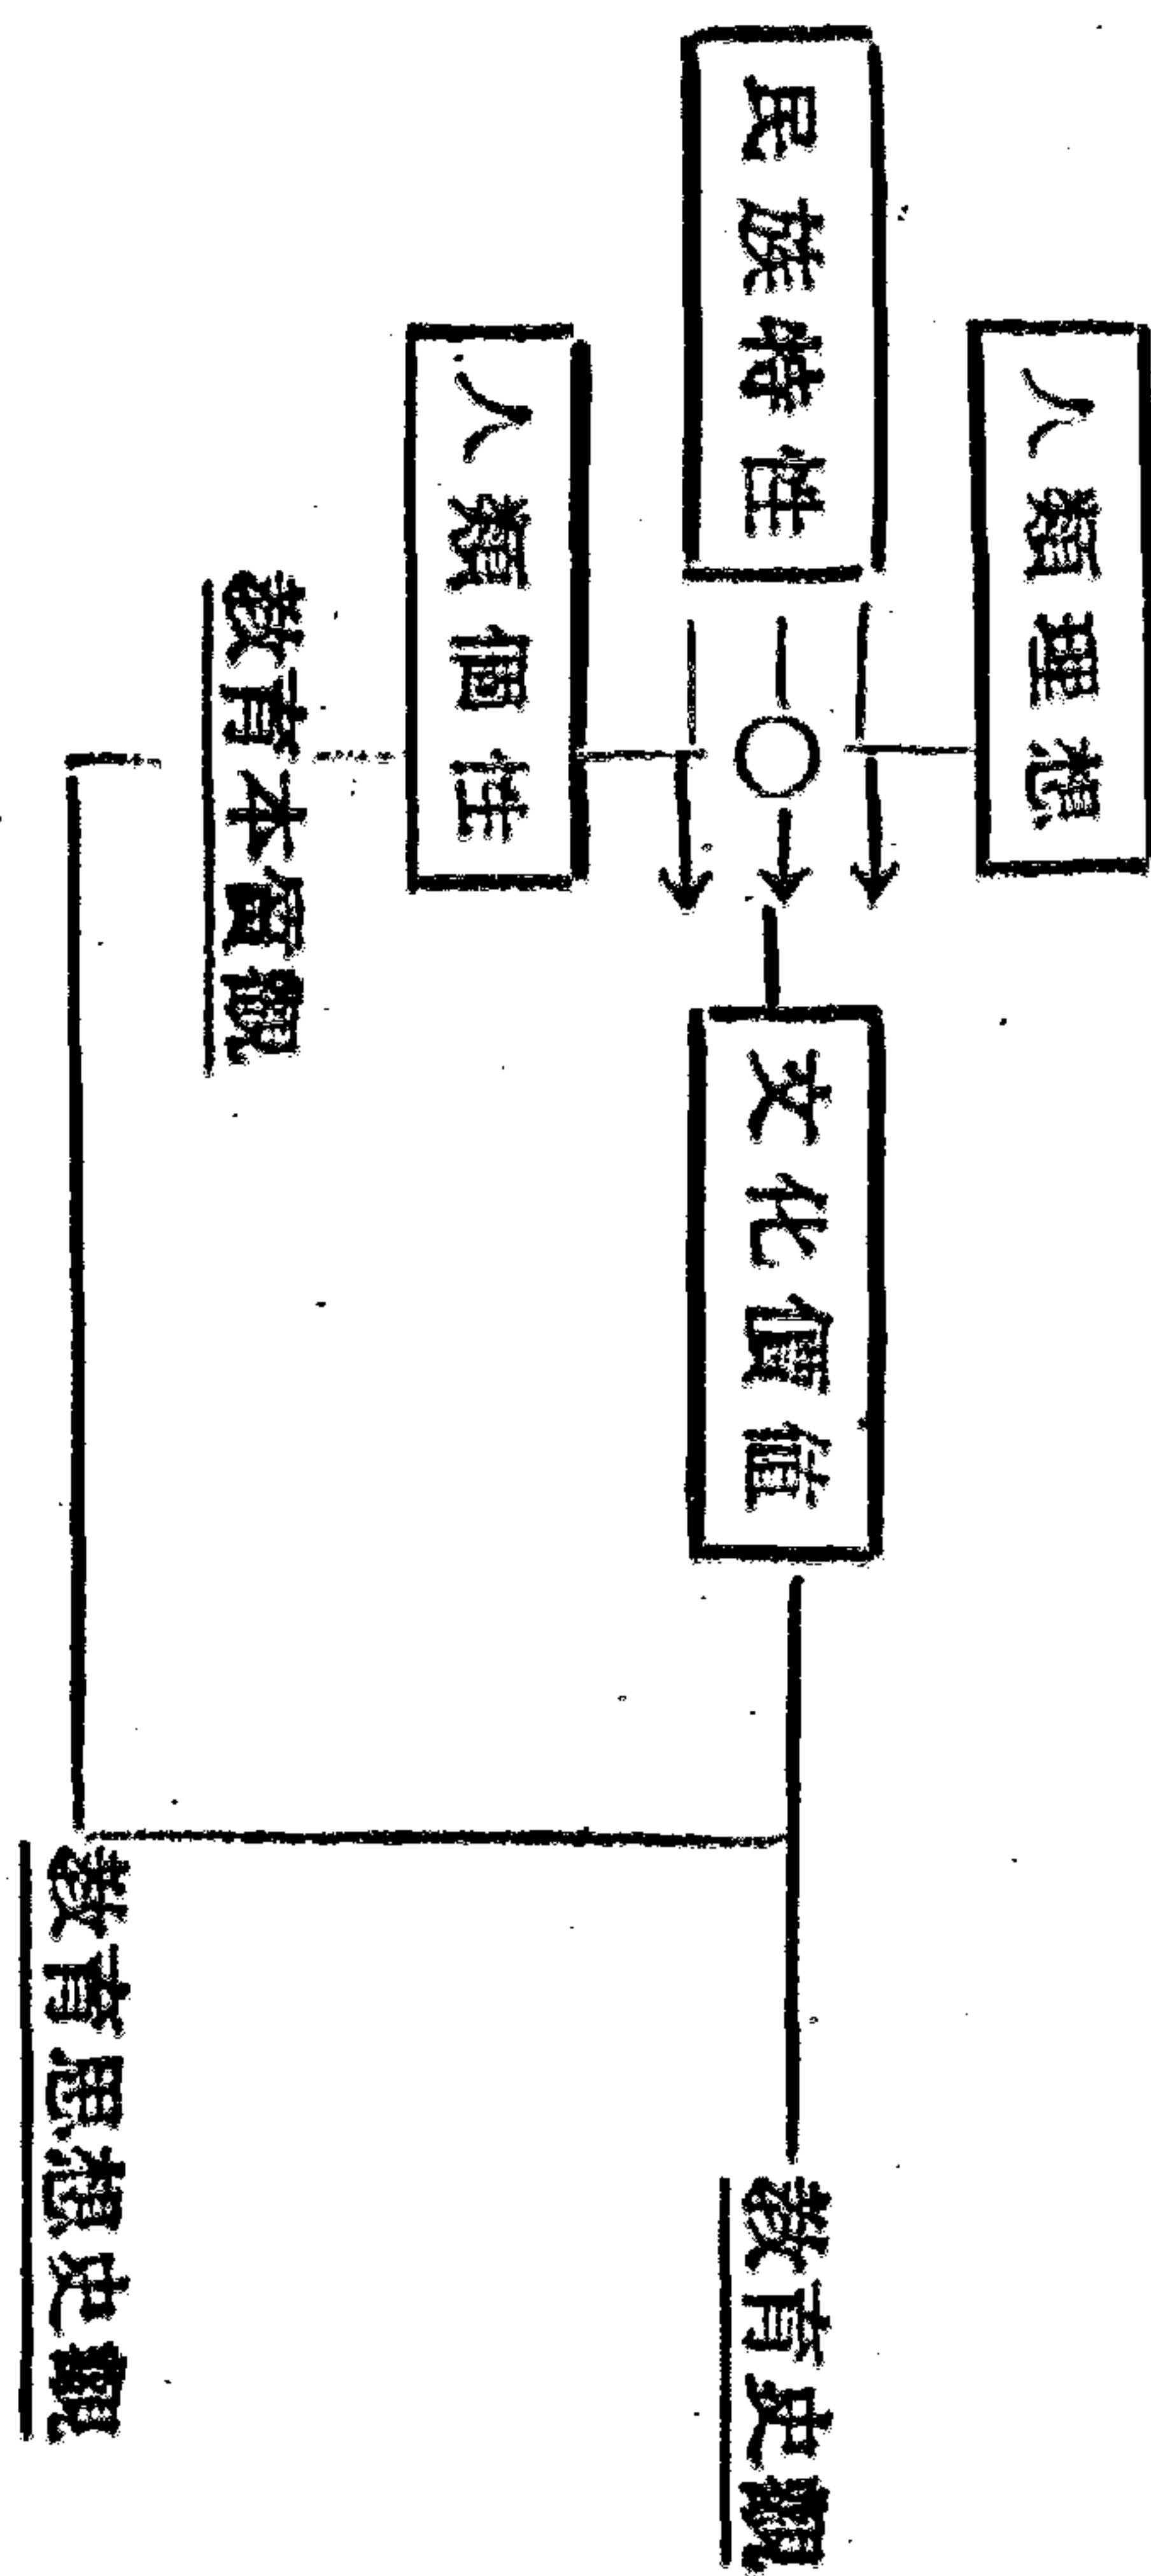 人類理想
民族特性
文化價值
教育史觀
人類個性
教育本質觀
教育思想史觀